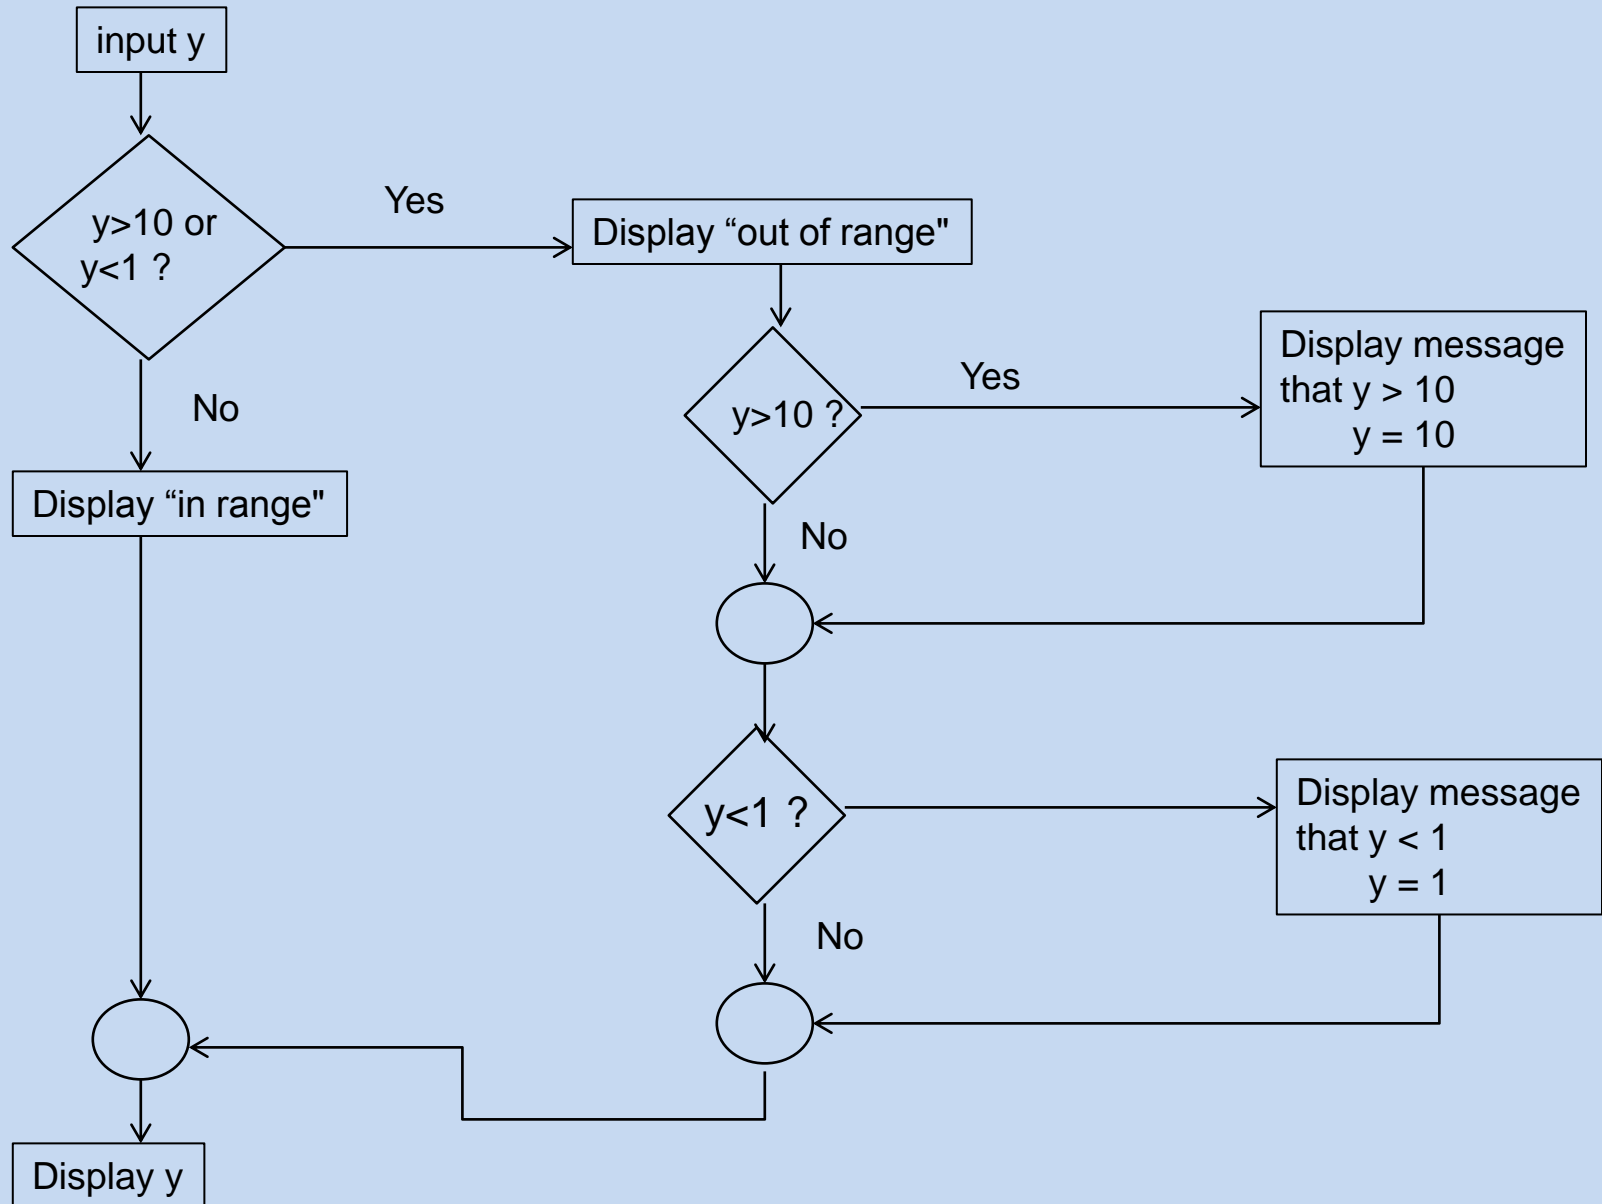 input y
y>10 or
y<1 ?
Yes
Display “out of range"
No
Display “in range"
y>10 ?
Yes
Display message
that y > 10
y = 10
No
y<1 ?
Display message
that y < 1
y = 1
No
Display y